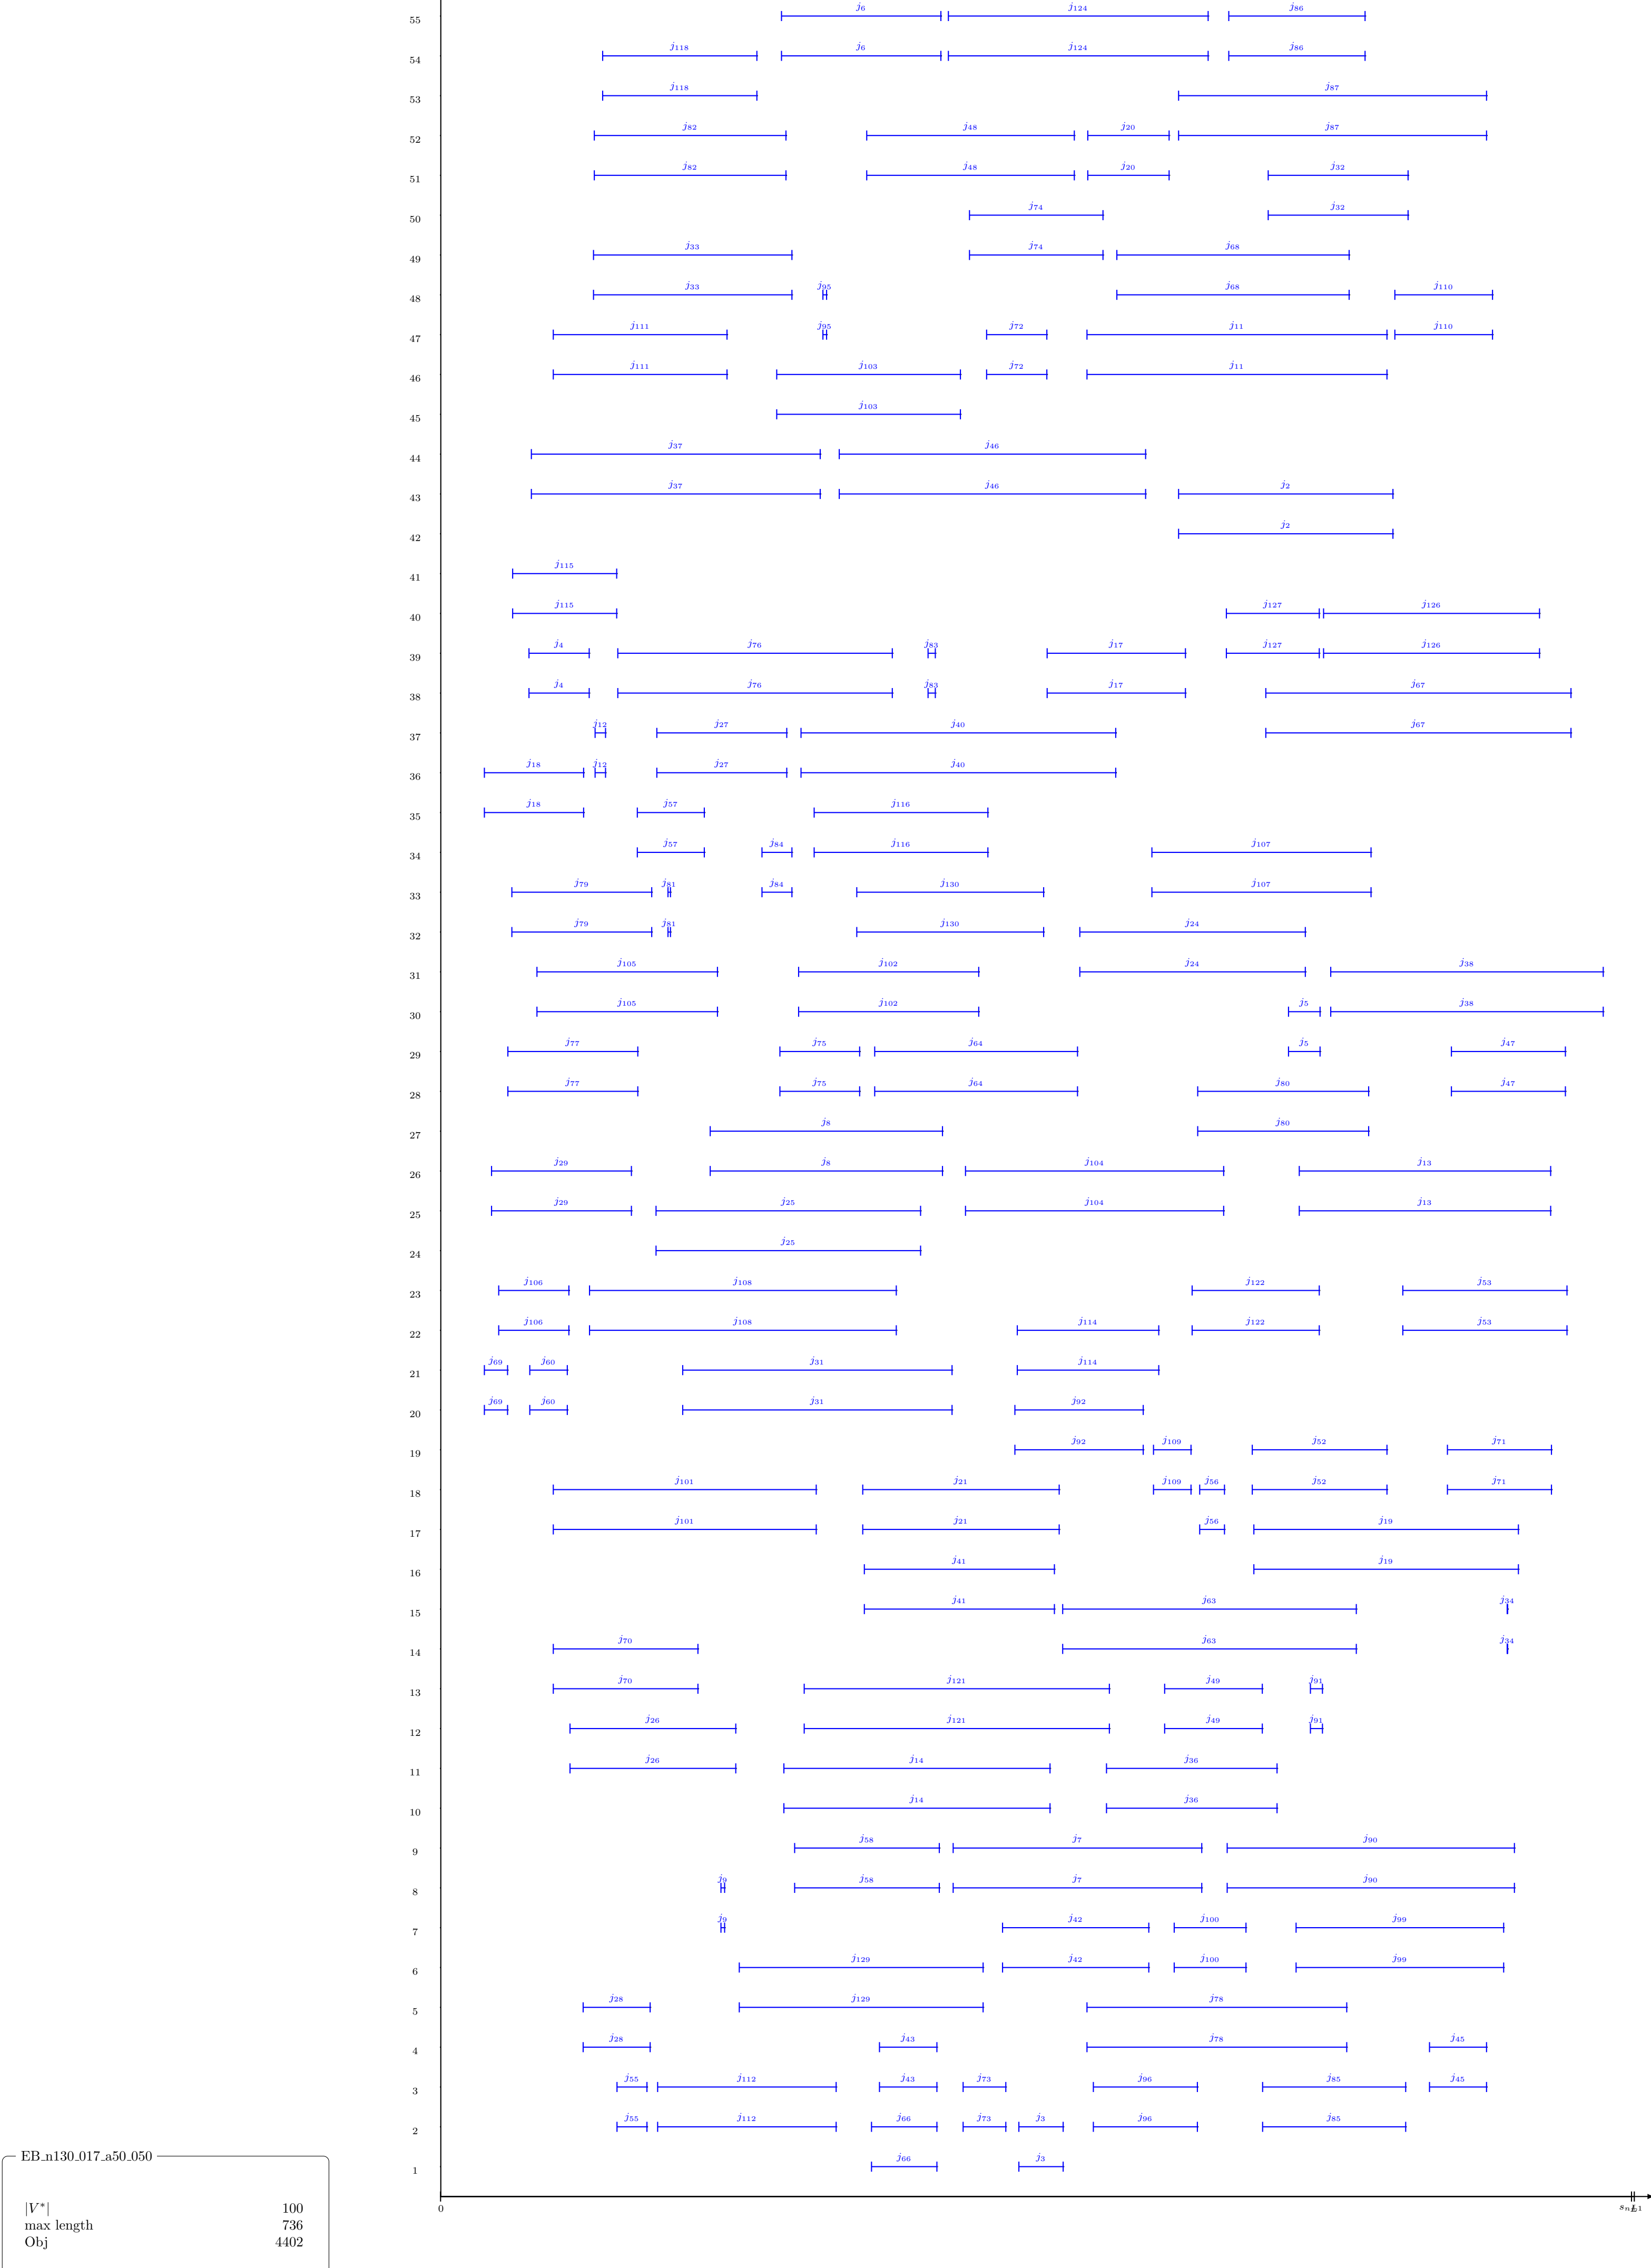 55 j6 j124 j86
54 j118 j6 j124 j86
53 j118 j87
52 j82 j48 j20 j87
51 j82 j48 j20 j32
50 j74 j32
49 j33 j74 j68
48 j33 j95 j68 j110
47 j111 j95 j72 j11 j110
46 j111 j103 j72 j11
45 j103
44 j37 j46
43 j37 j46 j2
42 j2
41 j115
40 j115 j127 j126
39 j4 j76 j83 j17 j127 j126
38 j4 j76 j83 j17 j67
37 j12 j27 j40 j67
36 j18 j12 j27 j40
35 j18 j57 j116
34 j57 j84 j116 j107
33 j79 j81 j84 j130 j107
32 j79 j81 j130 j24
31 j105 j102 j24 j38
30 j105 j102 j5 j38
29 j77 j75 j64 j5 j47
28 j77 j75 j64 j80 j47
27 j8 j80
26 j29 j8 j104 j13
25 j29 j25 j104 j13
24 j25
23 j106 j108 j122 j53
22 j106 j108 j114 j122 j53
21 j69 j60 j31 j114
20 j69 j60 j31 j92
19 j92 j109 j52 j71
18 j101 j21 j109 j56 j52 j71
17 j101 j21 j56 j19
16 j41 j19
15 j41 j63 j34
14 j70 j63 j34
13 j70 j121 j49 j91
12 j26 j121 j49 j91
11 j26 j14 j36
10 j14 j36
9 j58 j7 j90
8 j9 j58 j7 j90
7 j9 j42 j100 j99
6 j129 j42 j100 j99
5 j28 j129 j78
4 j28 j43 j78 j45
3 j55 j112 j43 j73 j96 j85 j45
2 j55 j112 j66 j73 j3 j96 j85
1 j66 j3
0
EB_n130_017_a50_050
|V*| 100
max length 736
Obj 4402